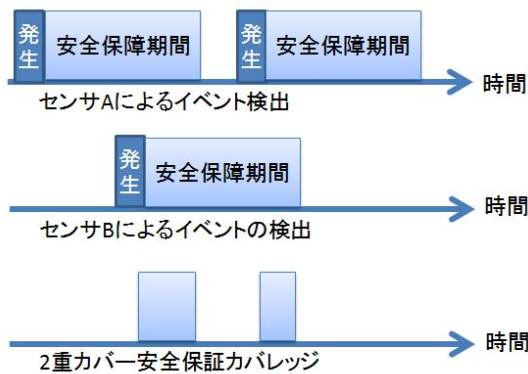 発生 安全保障期間 発生 安全保障期間
時間
センサAによるイベント検出
発生 安全保障期間
時間
センサBによるイベントの検出
時間
2重カバー安全保証カバレッジ